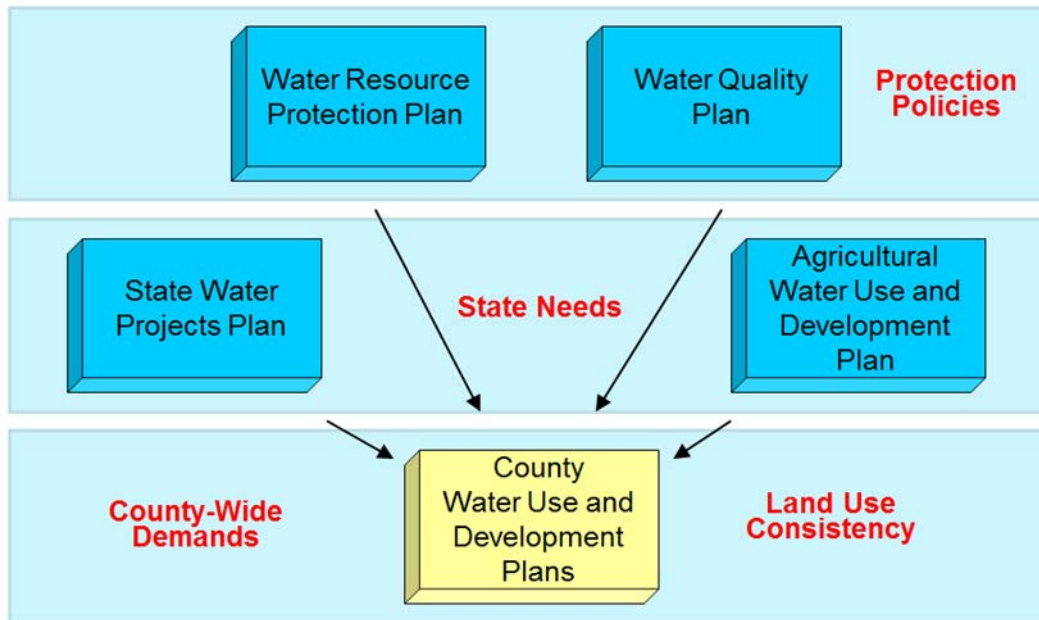 Water Resource
Protection Plan
Water Quality
Plan
Protection
Policies
State Water
Projects Plan
State Needs
Agricultural
Water Use and
Development
Plan
County-Wide
Demands
County
Water Use and
Development
Plans
Land Use
Consistency